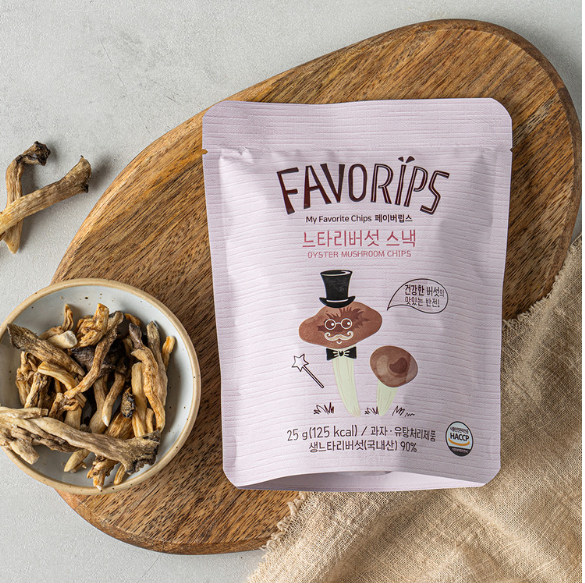 FAVORIPS
My Favorite Chips 페이버립스
느타리버섯 스낵
OYSTER MUSHROOM CHIPS
건강한 버섯의
맛있는 반전!
25 g (125 kcal) / 과자 · 유탕처리제품
생느타리버섯(국내산) 90%
HACCP